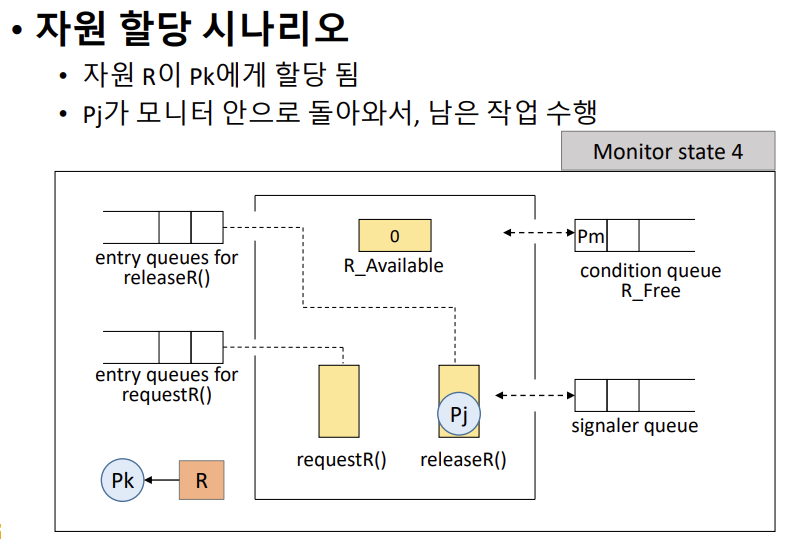 • 자원 할당 시나리오
• 자원 R이 Pk에게 할당 됨
• Pj가 모니터 안으로 돌아와서, 남은 작업 수행
Monitor state 4
entry queues for
releaseR()
0
R_Available
Pm
condition queue
R_Free
entry queues for
requestR()
Pj
signaler queue
requestR()
releaseR()
Pk
R